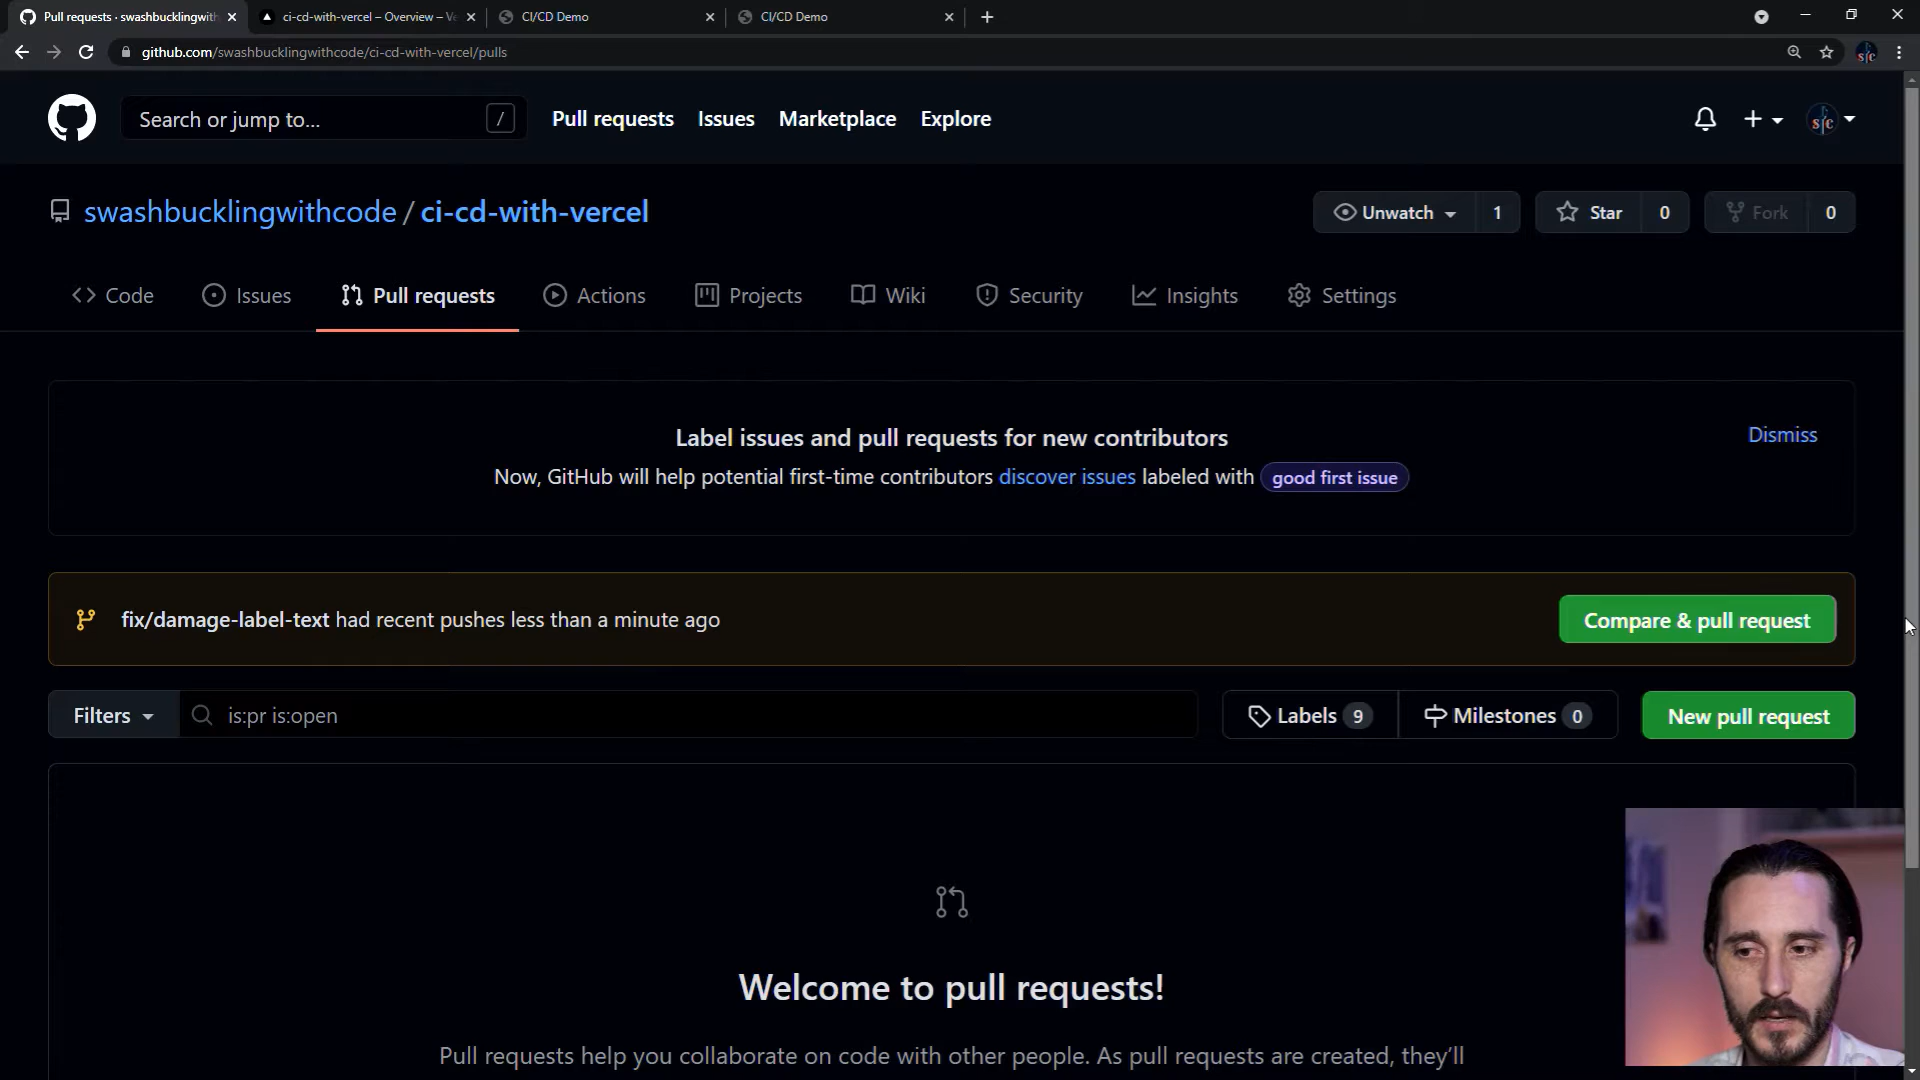 Pull requests · swashbucklingwith
ci-cd-with-vercel – Overview – Ve
CI/CD Demo
CI/CD Demo
github.com/swashbucklingwithcode/ci-cd-with-vercel/pulls
Search or jump to...
/
Pull requests
Issues
Marketplace
Explore
swashbucklingwithcode / ci-cd-with-vercel
Unwatch 1
Star 0
Fork 0
Code
Issues
Pull requests
Actions
Projects
Wiki
Security
Insights
Settings
Label issues and pull requests for new contributors
Dismiss
Now, GitHub will help potential first-time contributors discover issues labeled with good first issue
fix/damage-label-text had recent pushes less than a minute ago
Compare & pull request
Filters
is:pr is:open
Labels 9
Milestones 0
New pull request
Welcome to pull requests!
Pull requests help you collaborate on code with other people. As pull requests are created, they’ll